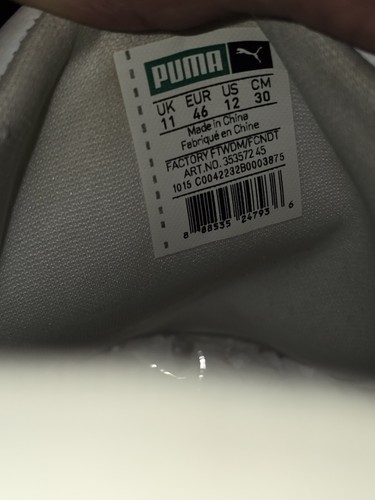 PUMA
UK EUR US CM
11 46 12 30
Made in China
Fabriqué en Chine
FACTORY FTWDM/FCNDT
ART.NO. 353572 45
1015 C0042232B0003875
8 88535 24793 6